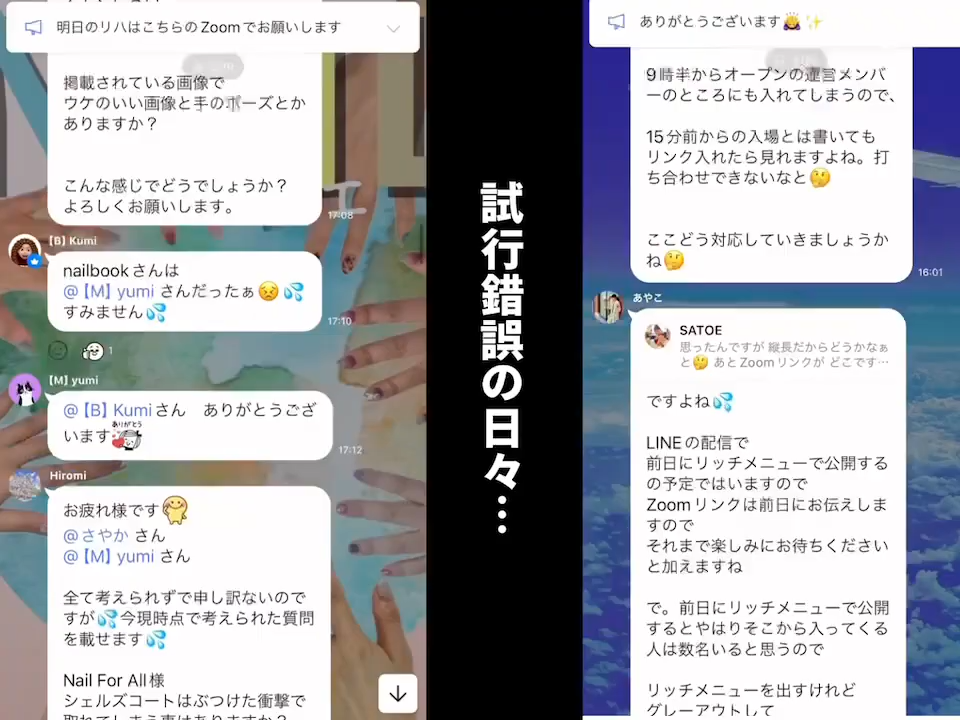 明日のリハはこちらのZoomでお願いします
掲載されている画像で
ウケのいい画像と手のポーズとか
ありますか？
こんな感じでどうでしょうか？
よろしくお願いします。
17:08
【B】Kumi
nailbookさんは
@【M】yumi さんだったぁ
すみません
17:10
1
【M】yumi
@【B】Kumiさん　ありがとうござ
います
ありがとう
17:12
Hiromi
お疲れ様です
@さやか さん
@【M】yumi さん
全て考えられずで申し訳ないので
すが今現時点で考えられた質問
を載せます
Nail For All様
シェルズコートはぶつけた衝撃で
取れてしまう事はありますか？
試行錯誤の日々…
ありがとうございます
9時半からオープンの運営メンバ
ーのところにも入れてしまうので、
15分前からの入場とは書いても
リンク入れたら見れますよね。打
ち合わせできないなと
ここどう対応していきましょうか
ね
16:01
あやこ
SATOE
思ったんですが 縦長だからどうかなぁ
と あとZoomリンクが どこです…
ですよね
LINEの配信で
前日にリッチメニューで公開する
の予定ではいますので
Zoomリンクは前日にお伝えしま
すので
それまで楽しみにお待ちください
と加えますね
で。前日にリッチメニューで公開
するとやはりそこから入ってくる
人は数名いると思うので
リッチメニューを出すけれど
グレーアウトして